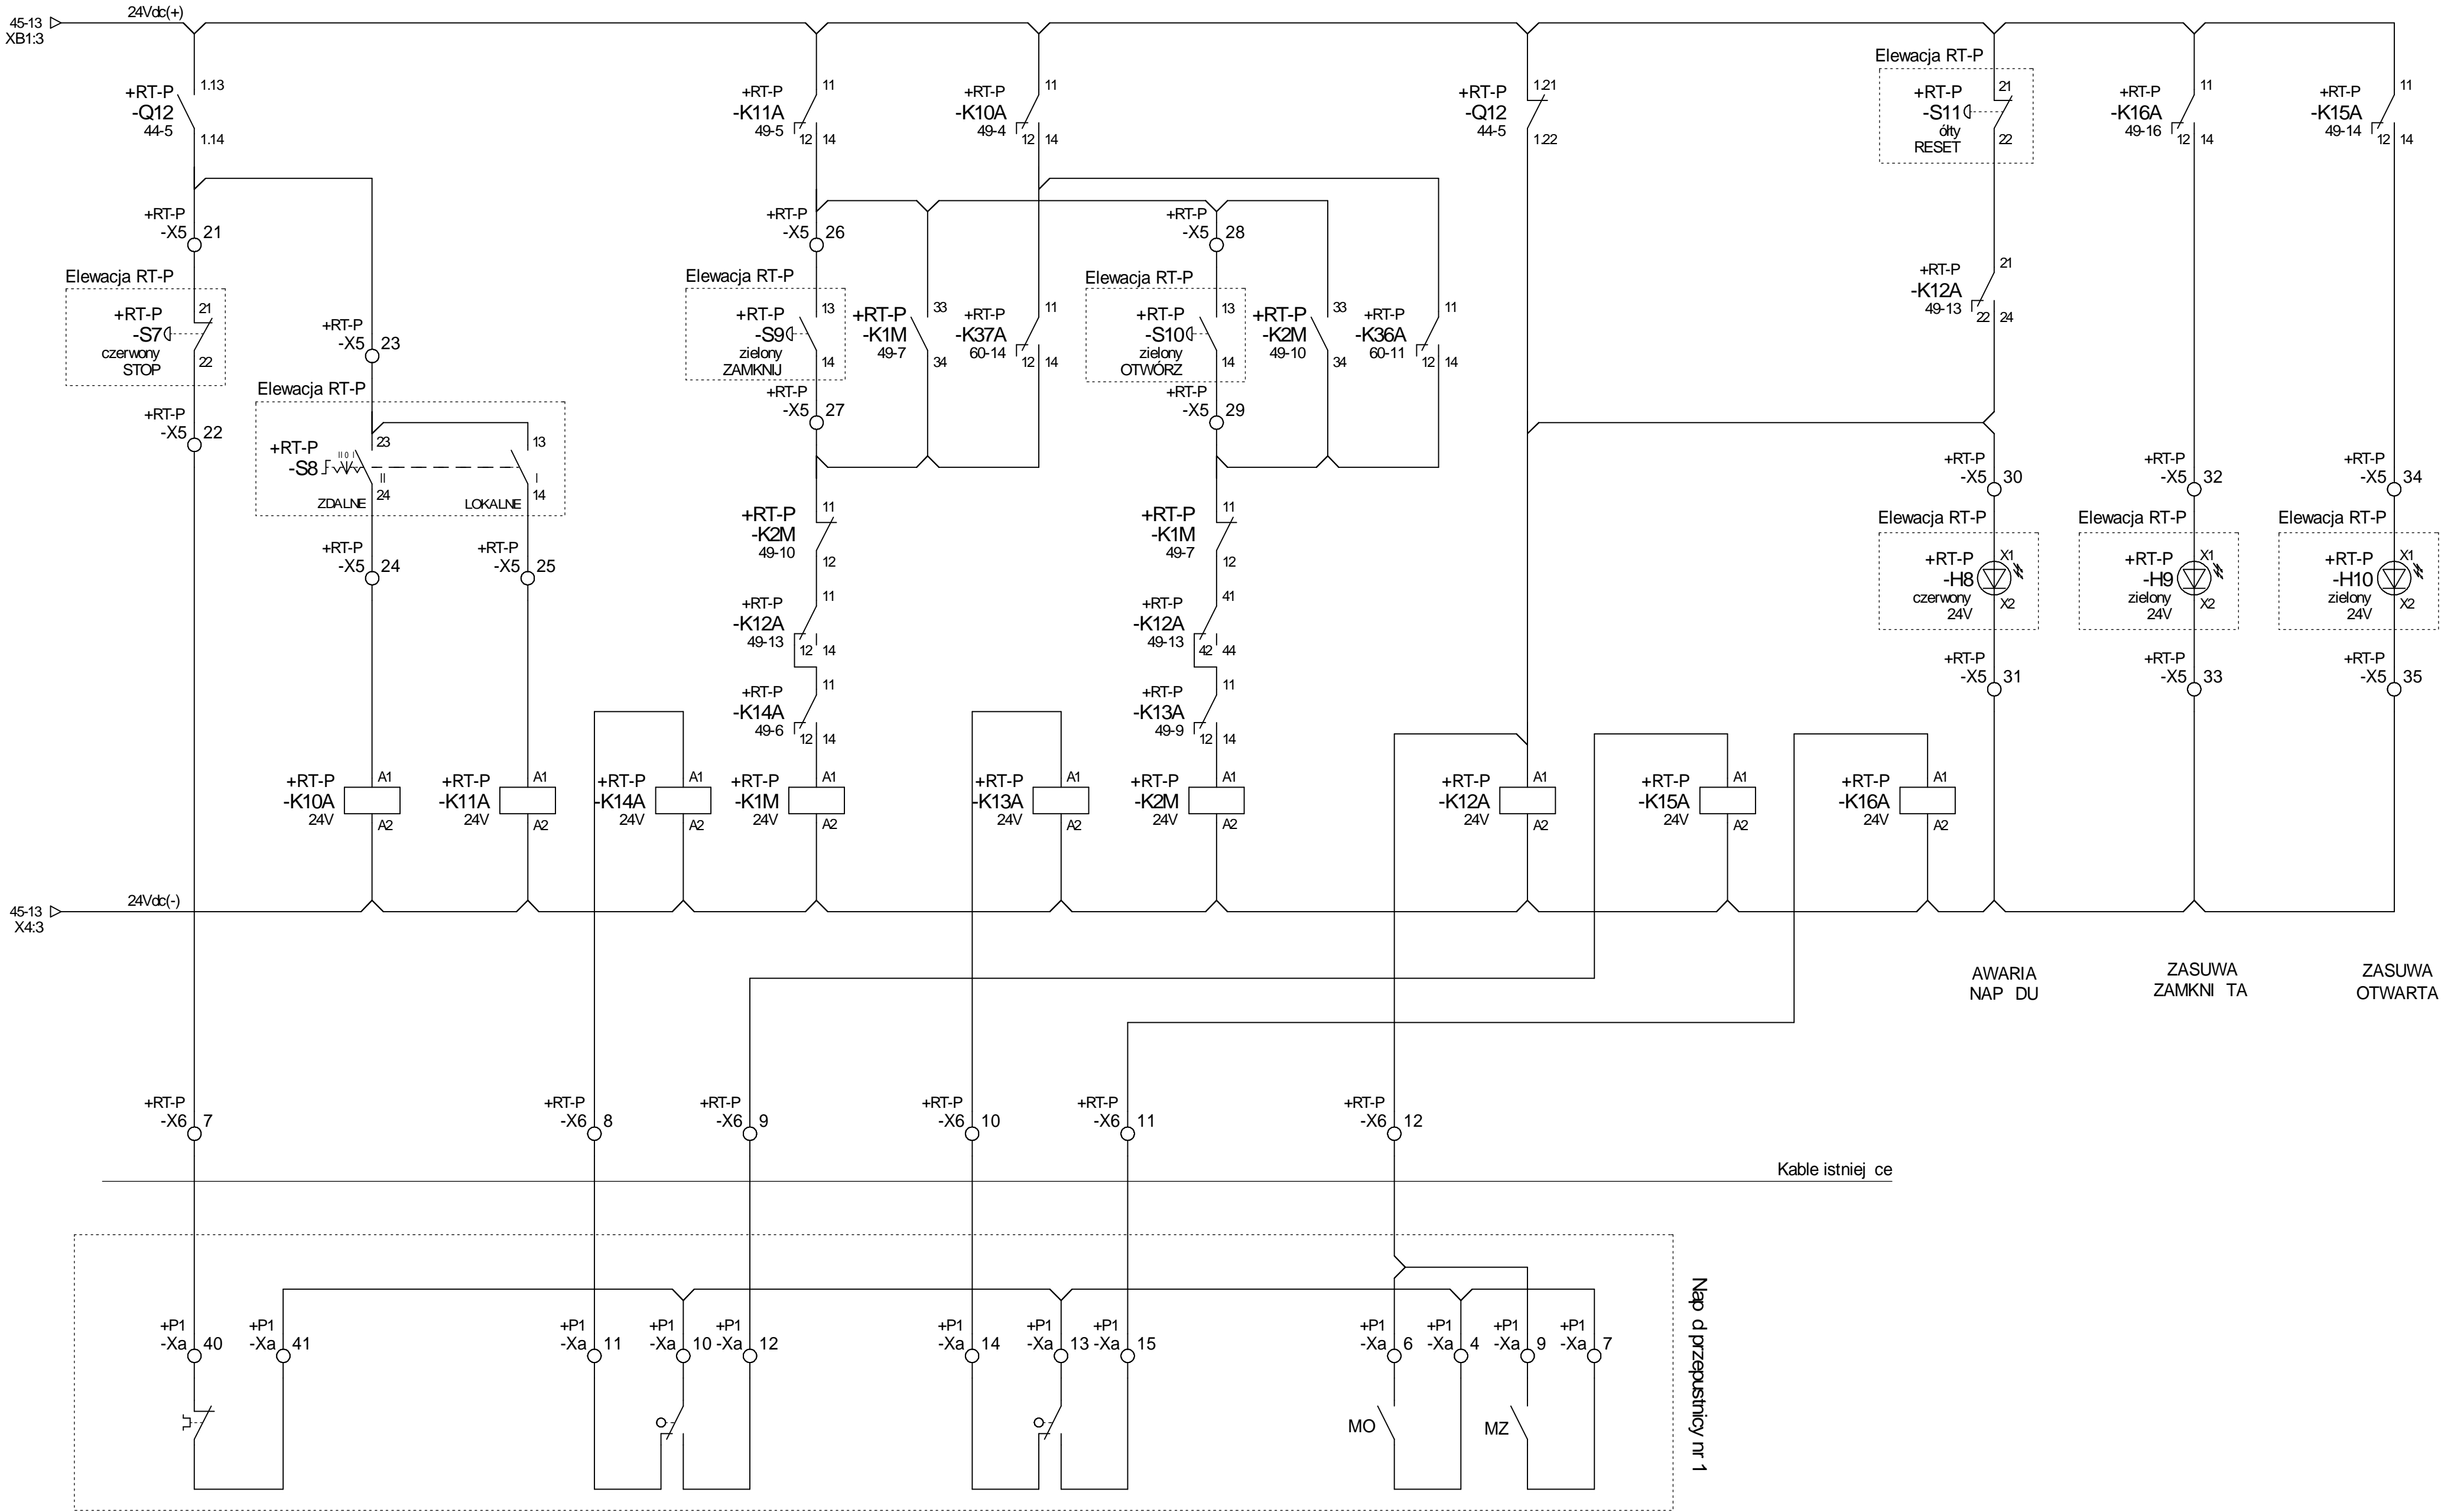 45-13
XB1:3
24Vdc(+)
+RT-P
-Q12
44-5
1.13
1.14
+RT-P
-K11A
49-5
11
12 14
+RT-P
-K10A
49-4
11
12 14
+RT-P
-Q12
44-5
1.21
1.22
Elewacja RT-P
+RT-P
-S11
ółty
RESET
21
22
+RT-P
-K16A
49-16
11
12 14
+RT-P
-K15A
49-14
11
12 14
+RT-P
-X5 21
+RT-P
-X5 26
+RT-P
-X5 28
Elewacja RT-P
+RT-P
-S7
czerwony
STOP
21
22
+RT-P
-X5 23
Elewacja RT-P
+RT-P
-S9
zielony
ZAMKNIJ
13
14
+RT-P
-K1M
49-7
33
34
+RT-P
-K37A
60-14
11
12 14
Elewacja RT-P
+RT-P
-S10
zielony
OTWÓRZ
13
14
+RT-P
-K2M
49-10
33
34
+RT-P
-K36A
60-11
11
12 14
+RT-P
-K12A
49-13
21
22 24
+RT-P
-X5 22
Elewacja RT-P
+RT-P
-S8
II 0 I
23
II
24
ZDALNE
13
I
14
LOKALNE
+RT-P
-X5 27
+RT-P
-X5 29
+RT-P
-X5 24
+RT-P
-X5 25
+RT-P
-K2M
49-10
11
12
+RT-P
-K1M
49-7
11
12
+RT-P
-X5 30
+RT-P
-X5 32
+RT-P
-X5 34
Elewacja RT-P
+RT-P
-H8
czerwony
24V
X1
X2
Elewacja RT-P
+RT-P
-H9
zielony
24V
X1
X2
Elewacja RT-P
+RT-P
-H10
zielony
24V
X1
X2
+RT-P
-K12A
49-13
11
12 14
+RT-P
-K12A
49-13
41
42 44
+RT-P
-K14A
49-6
11
12 14
+RT-P
-K13A
49-9
11
12 14
+RT-P
-X5 31
+RT-P
-X5 33
+RT-P
-X5 35
+RT-P
-K10A
24V
A1
A2
+RT-P
-K11A
24V
A1
A2
+RT-P
-K14A
24V
A1
A2
+RT-P
-K1M
24V
A1
A2
+RT-P
-K13A
24V
A1
A2
+RT-P
-K2M
24V
A1
A2
+RT-P
-K12A
24V
A1
A2
+RT-P
-K15A
24V
A1
A2
+RT-P
-K16A
24V
A1
A2
45-13
X4:3
24Vdc(-)
AWARIA
NAP DU
ZASUWA
ZAMKNI TA
ZASUWA
OTWARTA
+RT-P
-X6 7
+RT-P
-X6 8
+RT-P
-X6 9
+RT-P
-X6 10
+RT-P
-X6 11
+RT-P
-X6 12
Kable istniej ce
Nap d przepustnicy nr 1
+P1
-Xa 40
+P1
-Xa 41
+P1
-Xa 11
+P1
-Xa 10
+P1
-Xa 12
+P1
-Xa 14
+P1
-Xa 13
+P1
-Xa 15
+P1
-Xa 6
+P1
-Xa 4
+P1
-Xa 9
+P1
-Xa 7
MO
MZ